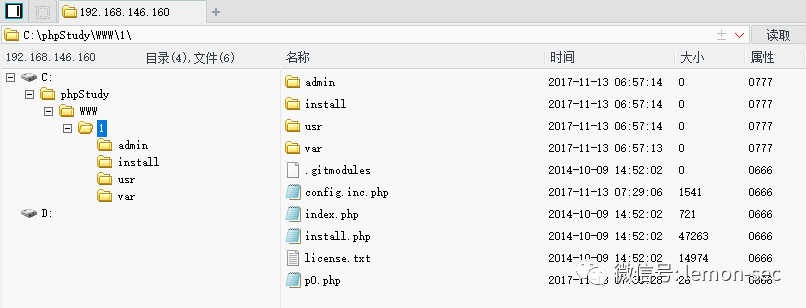 192.168.146.160
C:\phpStudy\WWW\1\
读取
192.168.146.160 目录(4),文件(6)
名称 时间 大小 属性
C:
phpStudy
WWW
1
admin
install
usr
var
D:
admin 2017-11-13 06:57:14 0 0777
install 2017-11-13 06:57:14 0 0777
usr 2017-11-13 06:57:14 0 0777
var 2017-11-13 06:57:13 0 0777
.gitmodules 2014-10-09 14:52:02 0 0666
config.inc.php 2017-11-13 07:29:06 1541 0666
index.php 2014-10-09 14:52:02 721 0666
install.php 2014-10-09 14:52:02 47263 0666
license.txt 2014-10-09 14:52:02 14974 0666
p0.php 2017-11-13 26 0666
微信号: lemon-sec